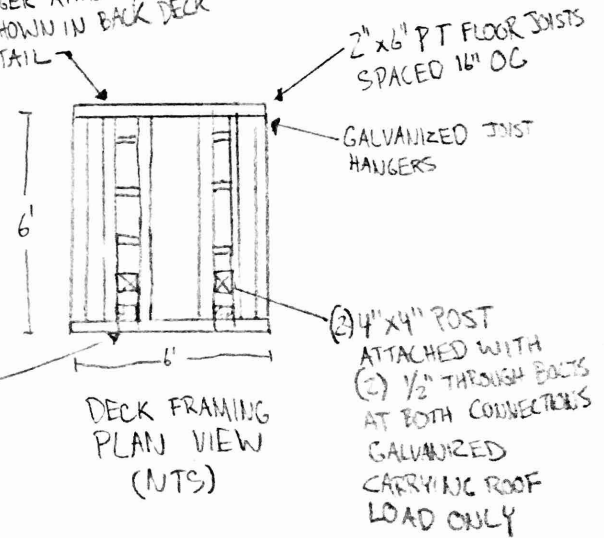 HOWN IN BACK DECK
TAIL
2"x6" PT FLOOR JOISTS
SPACED 16" OC
GALVANIZED JOIST
HANGERS
6'
6'
(2) 4"x4" POST
ATTACHED WITH
(2) 1/2" THROUGH BOLTS
AT BOTH CONNECTIONS
GALVANIZED
CARRYING ROOF
LOAD ONLY
DECK FRAMING
PLAN VIEW
(NTS)